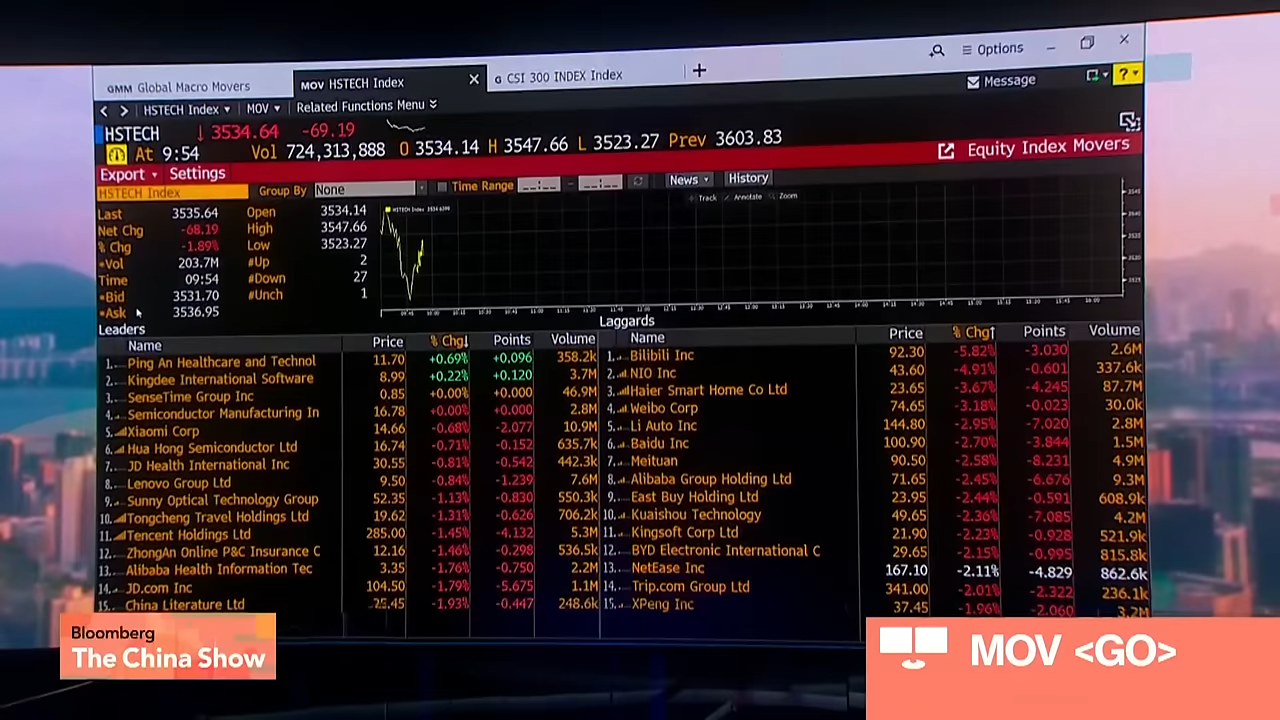 GMM Global Macro Movers
MOV HSTECH Index
G CSI 300 INDEX Index
Options
HSTECH Index
MOV
Related Functions Menu
Message
HSTECH 3534.64 -69.19
At 9:54 Vol 724,313,888 O 3534.14 H 3547.66 L 3523.27 Prev 3603.83
Equity Index Movers
Export Settings
HSTECH Index Group By None Time Range News History
Track Annotate Zoom
Last 3535.64 Open 3534.14
Net Chg -68.19 High 3547.66
% Chg -1.89% Low 3523.27
Vol 203.7M #Up 2
Time 09:54 #Down 27
Bid 3531.70 #Unch 1
Ask 3536.95
Leaders
Name Price % Chg Points Volume
1. Ping An Healthcare and Technol 11.70 +0.69% +0.096 358.2k
2. Kingdee International Software 8.99 +0.22% +0.120 3.7M
3. SenseTime Group Inc 0.85 +0.00% +0.000 46.9M
4. Semiconductor Manufacturing In 16.78 +0.00% +0.000 2.8M
5. Xiaomi Corp 14.66 -0.68% -2.077 10.9M
6. Hua Hong Semiconductor Ltd 16.74 -0.71% -0.152 635.7k
7. JD Health International Inc 30.55 -0.81% -0.542 442.3k
8. Lenovo Group Ltd 9.50 -0.84% -1.239 7.6M
9. Sunny Optical Technology Group 52.35 -1.13% -0.830 550.3k
10. Tongcheng Travel Holdings Ltd 19.62 -1.31% -0.626 706.2k
11. Tencent Holdings Ltd 285.00 -1.45% -4.132 5.3M
12. ZhongAn Online P&C Insurance C 12.16 -1.46% -0.298 536.5k
13. Alibaba Health Information Tec 3.35 -1.76% -0.750 2.2M
14. JD.com Inc 104.50 -1.79% -5.675 1.1M
15. China Literature Ltd 25.45 -1.93% -0.447 248.6k
Laggards
Name Price % Chg Points Volume
1. Bilibili Inc 92.30 -5.82% -3.030 2.6M
2. NIO Inc 43.60 -4.91% -0.601 337.6k
3. Haier Smart Home Co Ltd 23.65 -3.67% -4.245 87.7M
4. Weibo Corp 74.65 -3.18% -0.023 30.0k
5. Li Auto Inc 144.80 -2.95% -7.020 2.8M
6. Baidu Inc 100.90 -2.70% -3.844 1.5M
7. Meituan 90.50 -2.58% -8.231 4.9M
8. Alibaba Group Holding Ltd 71.65 -2.45% -6.676 9.3M
9. East Buy Holding Ltd 23.95 -2.44% -0.591 608.9k
10. Kuaishou Technology 49.65 -2.36% -7.085 4.2M
11. Kingsoft Corp Ltd 21.90 -2.23% -0.928 521.9k
12. BYD Electronic International C 29.65 -2.15% -0.995 815.8k
13. NetEase Inc 167.10 -2.11% -4.829 862.6k
14. Trip.com Group Ltd 341.00 -2.01% -2.322 236.1k
15. XPeng Inc 37.45 -1.96% -2.060 3.2M
Bloomberg
The China Show
MOV <GO>